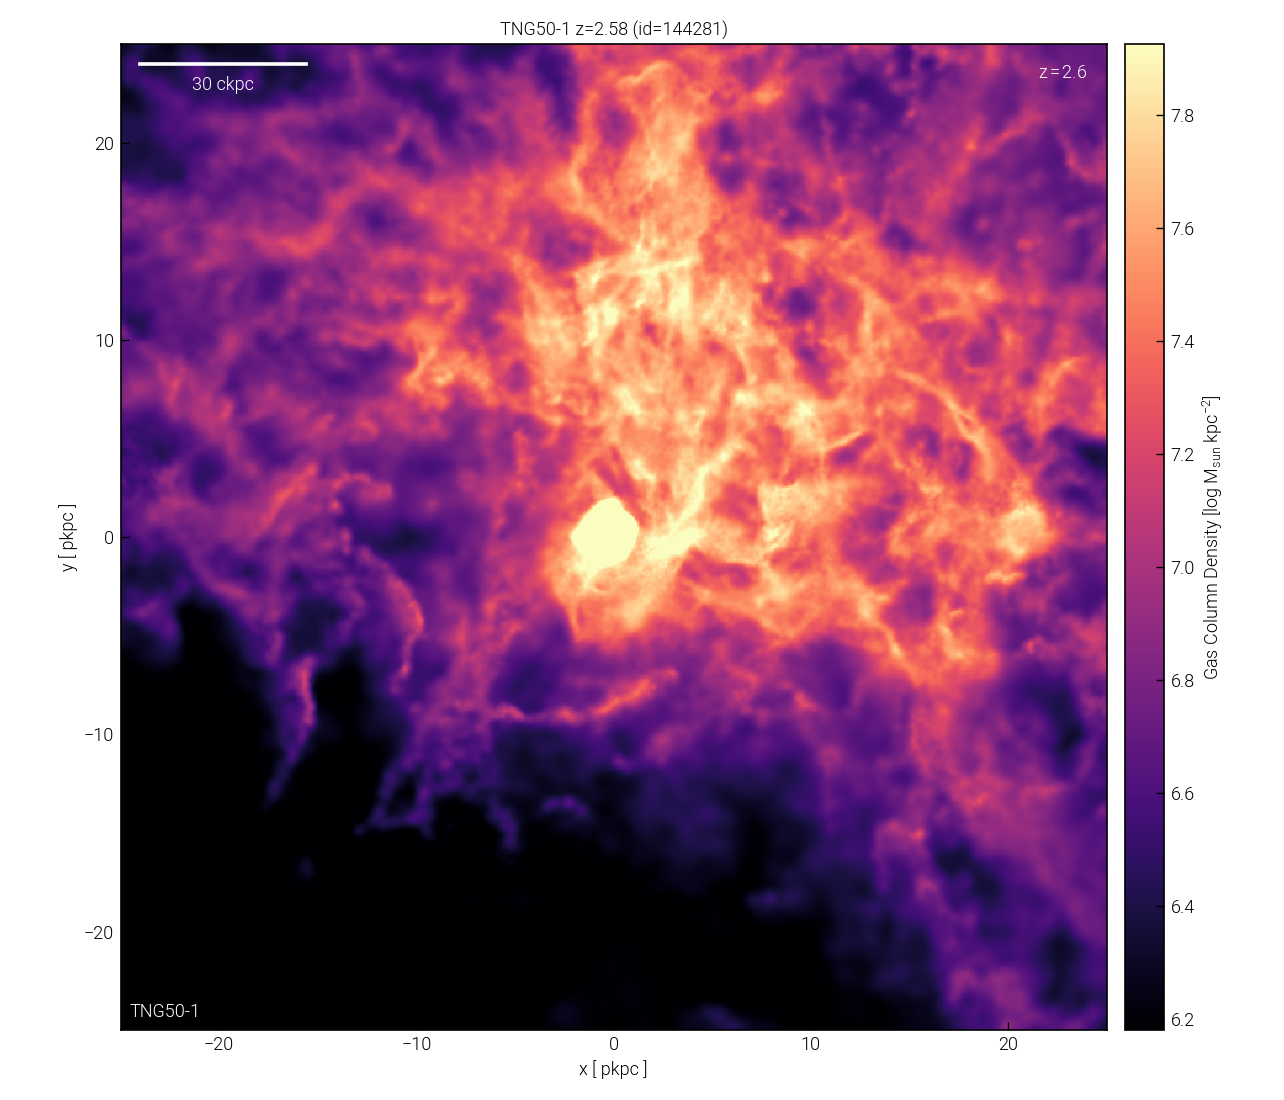 TNG50-1 z=2.58 (id=144281)
30 ckpc
z=2.6
20
10
0
−10
−20
y [ pkpc ]
TNG50-1
−20
−10
0
10
20
x [ pkpc ]
7.8
7.6
7.4
7.2
7.0
6.8
6.6
6.4
6.2
Gas Column Density [log M_sun kpc⁻²]